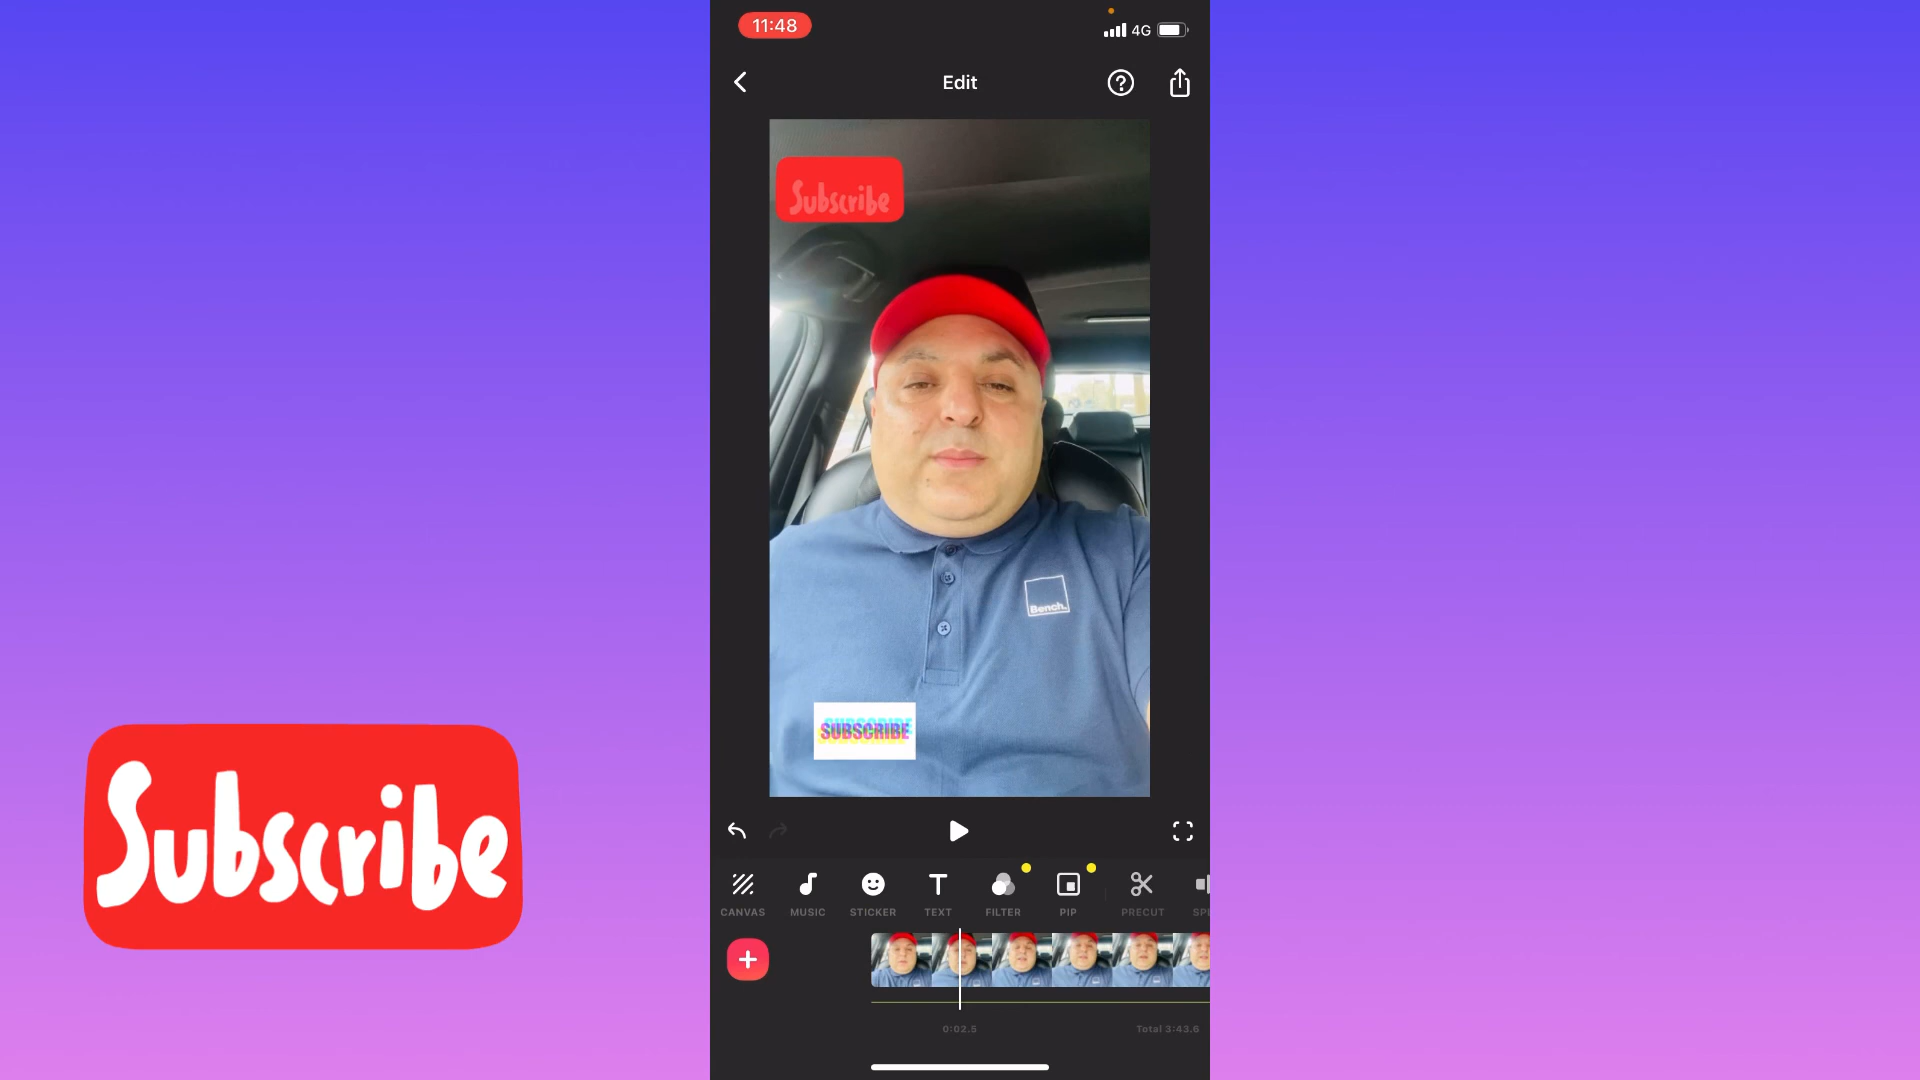 11:48
4G
Edit
Subscribe
Bench.
SUBSCRIBE
Subscribe
CANVAS MUSIC STICKER TEXT FILTER PIP PRECUT SPL
0:02.5 Total 3:43.6